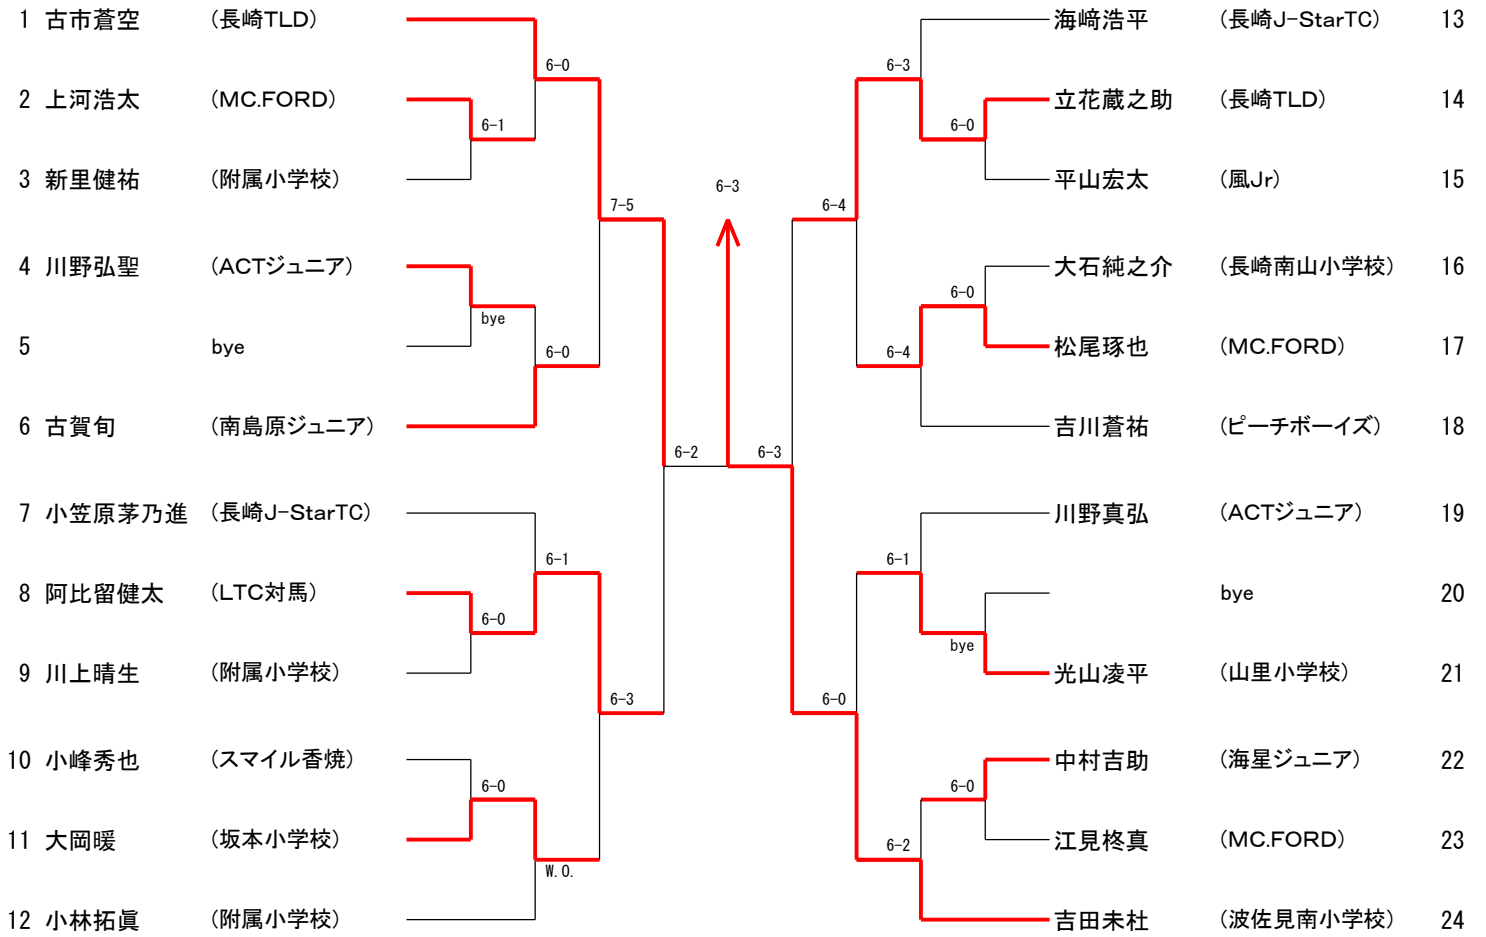 1 古市蒼空 (長崎TLD)
6-0
2 上河浩太 (MC.FORD)
6-1
3 新里健祐 (附属小学校)
7-5
4 川野弘聖 (ACTジュニア)
bye
5 bye
6-0
6 古賀旬 (南島原ジュニア)
6-2
7 小笠原茅乃進 (長崎J-StarTC)
6-1
8 阿比留健太 (LTC対馬)
6-0
9 川上晴生 (附属小学校)
6-3
10 小峰秀也 (スマイル香焼)
6-0
11 大岡暖 (坂本小学校)
W.O.
12 小林拓眞 (附属小学校)
6-3
海﨑浩平 (長崎J-StarTC) 13
6-3
立花蔵之助 (長崎TLD) 14
6-0
平山宏太 (風Jr) 15
6-4
大石純之介 (長崎南山小学校) 16
6-0
松尾琢也 (MC.FORD) 17
6-4
吉川蒼祐 (ピーチボーイズ) 18
6-3
川野真弘 (ACTジュニア) 19
6-1
bye 20
bye
光山凌平 (山里小学校) 21
6-0
中村吉助 (海星ジュニア) 22
6-0
江見柊真 (MC.FORD) 23
6-2
吉田未杜 (波佐見南小学校) 24